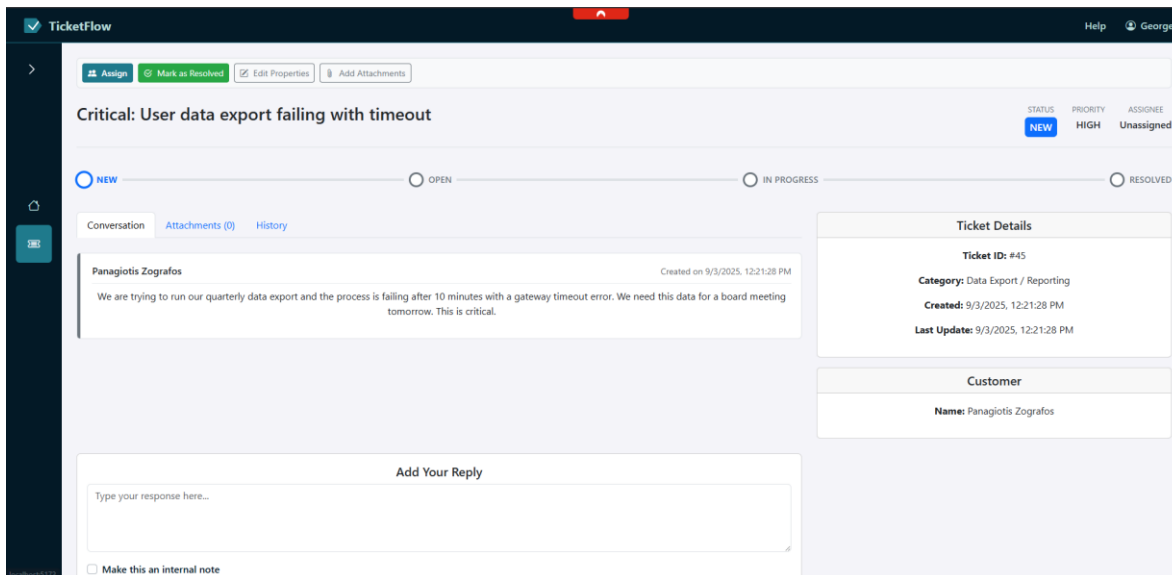 TicketFlow
Help
George
Assign
Mark as Resolved
Edit Properties
Add Attachments
Critical: User data export failing with timeout
STATUS
PRIORITY
ASSIGNEE
NEW
HIGH
Unassigned
NEW
OPEN
IN PROGRESS
RESOLVED
Conversation
Attachments (0)
History
Panagiotis Zografos
Created on 9/3/2025, 12:21:28 PM
We are trying to run our quarterly data export and the process is failing after 10 minutes with a gateway timeout error. We need this data for a board meeting
tomorrow. This is critical.
Ticket Details
Ticket ID: #45
Category: Data Export / Reporting
Created: 9/3/2025, 12:21:28 PM
Last Update: 9/3/2025, 12:21:28 PM
Customer
Name: Panagiotis Zografos
Add Your Reply
Type your response here...
Make this an internal note